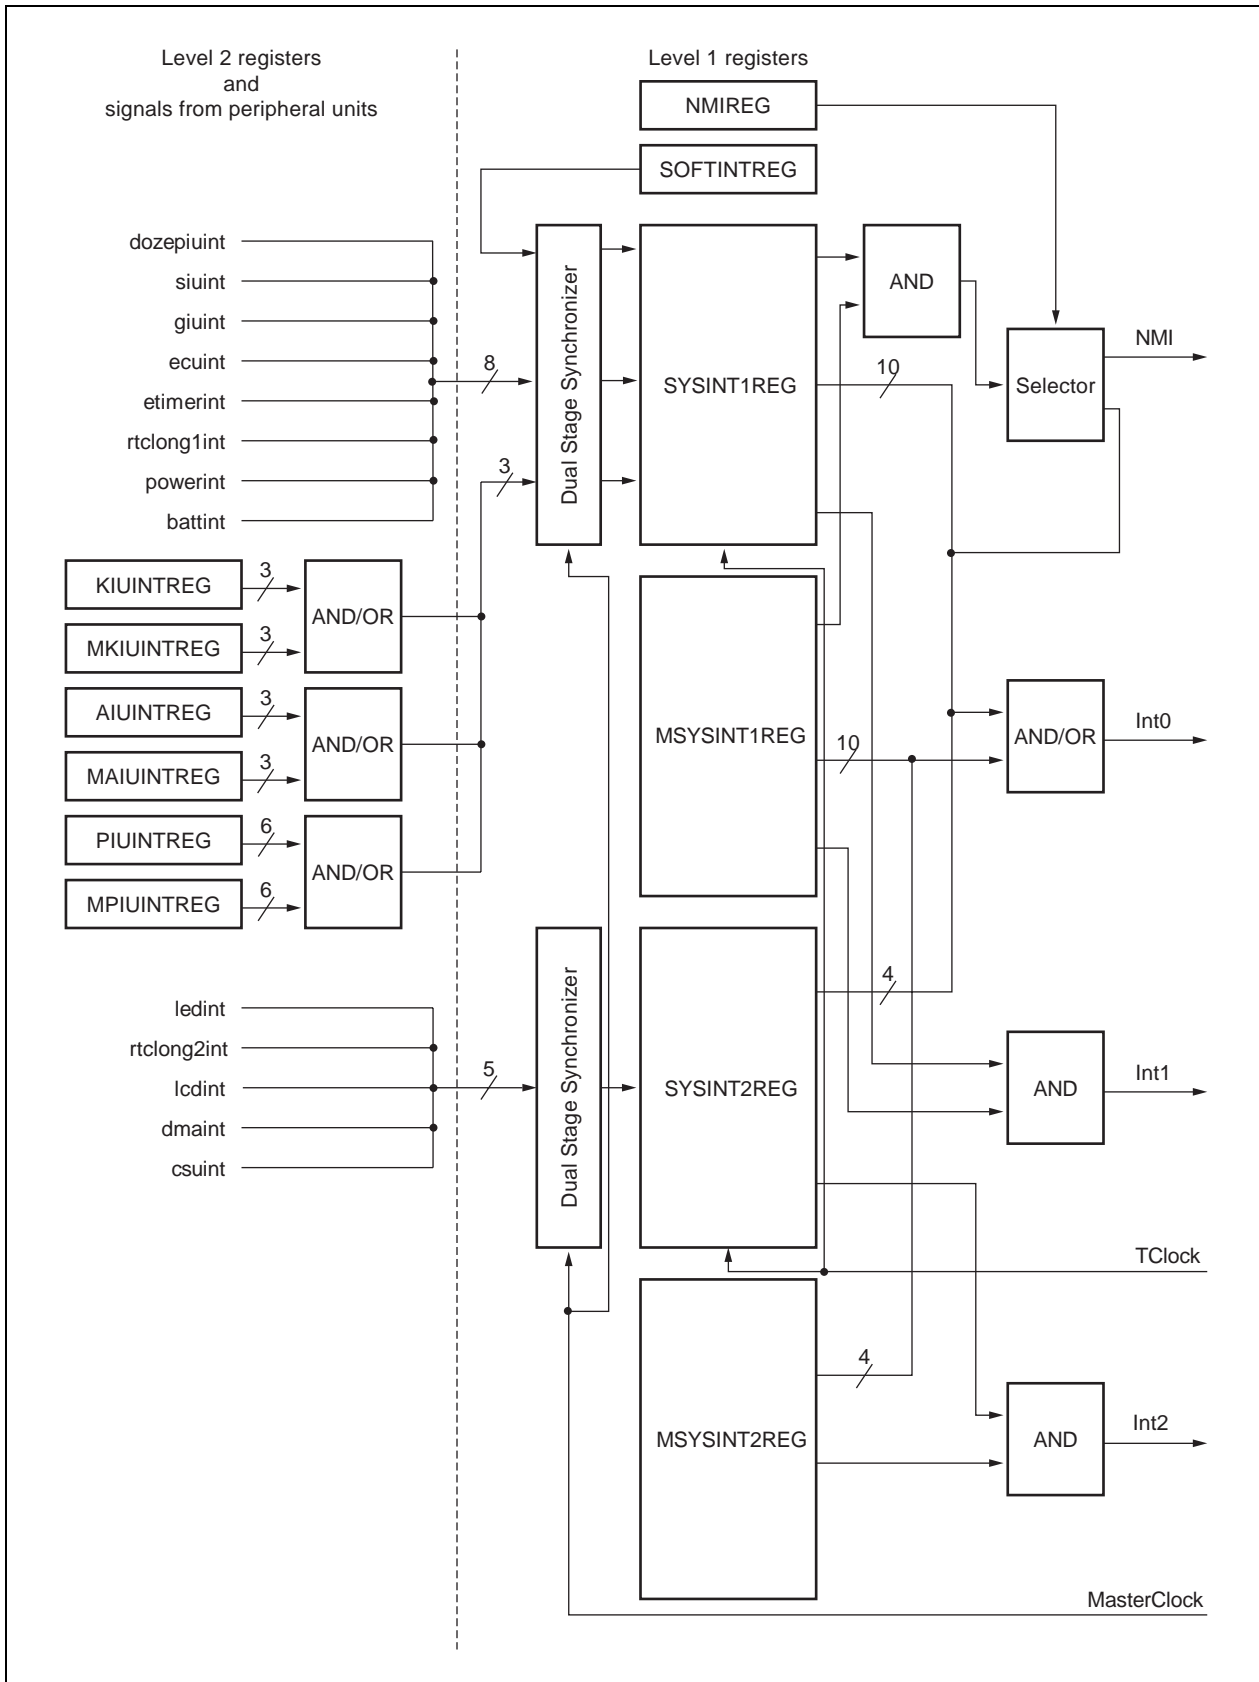 Level 2 registers
and
signals from peripheral units
Level 1 registers
NMIREG
SOFTINTREG
dozepiuint
siuint
giuint
ecuint
etimerint
rtclong1int
powerint
battint
8
3
Dual Stage Synchronizer
SYSINT1REG
AND
10
Selector
NMI
KIUINTREG
3
MKIUINTREG
3
AND/OR
AIUINTREG
3
MAIUINTREG
3
AND/OR
PIUINTREG
6
MPIUINTREG
6
AND/OR
MSYSINT1REG
10
AND/OR
Int0
ledint
rtclong2int
lcdint
dmaint
csuint
5
Dual Stage Synchronizer
SYSINT2REG
4
AND
Int1
TClock
MSYSINT2REG
4
AND
Int2
MasterClock